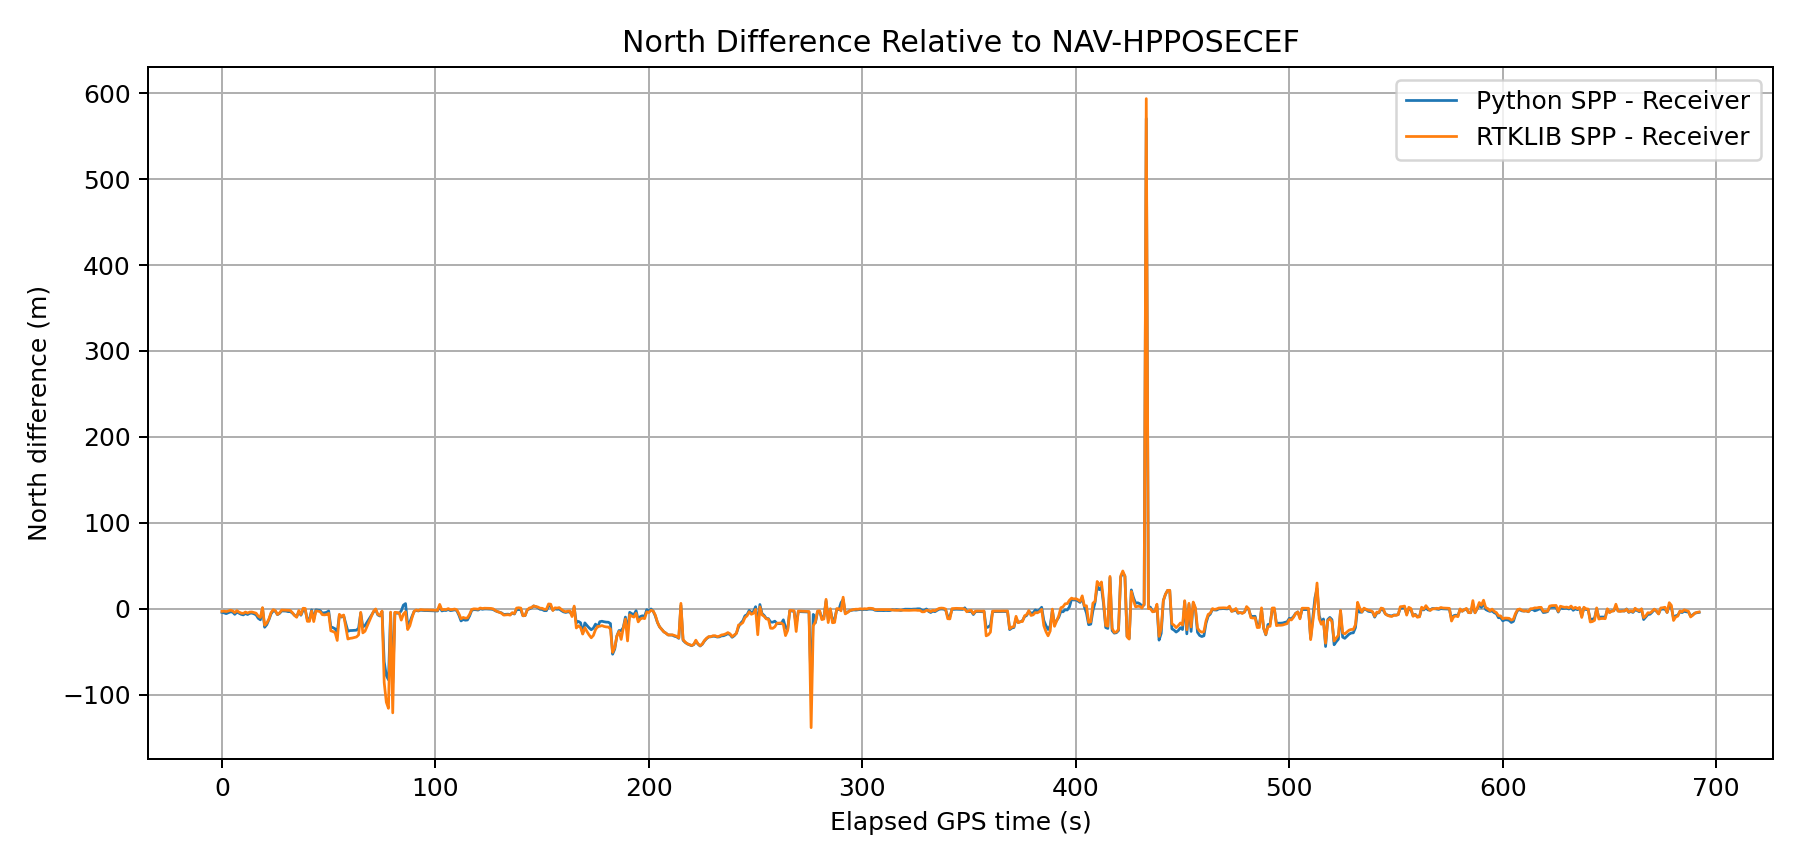 North Difference Relative to NAV-HPPOSECEF
Python SPP - Receiver
RTKLIB SPP - Receiver
North difference (m)
600
500
400
300
200
100
0
−100
0 100 200 300 400 500 600 700
Elapsed GPS time (s)